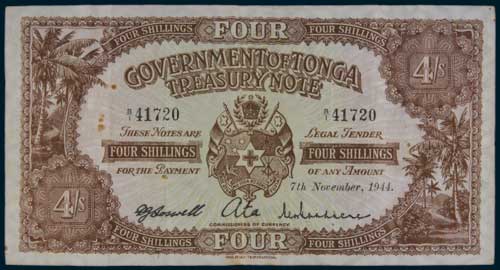 FOUR
FOUR SHILLINGS FOUR SHILLINGS
GOVERNMENT OF TONGA
TREASURY NOTE
4/s
B/1 41720 B/1 41720
THESE NOTES ARE LEGAL TENDER
FOUR SHILLINGS FOUR SHILLINGS
FOR THE PAYMENT OF ANY AMOUNT
7th November, 1944.
4/s
Ata
COMMISSIONERS OF CURRENCY.
FOUR SHILLINGS FOUR SHILLINGS
FOUR